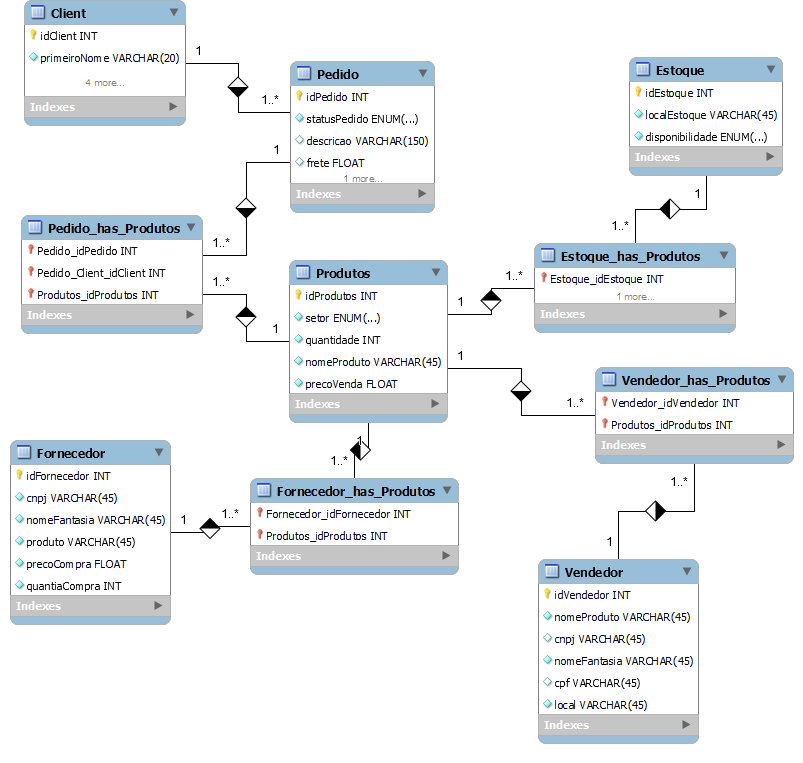 Client
idClient INT
primeiroNome VARCHAR(20)
4 more...
Indexes
1
1..*
Pedido
idPedido INT
statusPedido ENUM(...)
descricao VARCHAR(150)
frete FLOAT
1 more...
Indexes
1
1..*
Pedido_has_Produtos
Pedido_idPedido INT
Pedido_Client_idClient INT
Produtos_idProdutos INT
Indexes
1..*
1
Produtos
idProdutos INT
setor ENUM(...)
quantidade INT
nomeProduto VARCHAR(45)
precoVenda FLOAT
Indexes
Estoque
idEstoque INT
localEstoque VARCHAR(45)
disponibilidade ENUM(...)
Indexes
1
1..*
Estoque_has_Produtos
Estoque_idEstoque INT
1 more...
Indexes
1..*
1
1
1..*
Vendedor_has_Produtos
Vendedor_idVendedor INT
Produtos_idProdutos INT
Indexes
1..*
1
Fornecedor
idFornecedor INT
cnpj VARCHAR(45)
nomeFantasia VARCHAR(45)
produto VARCHAR(45)
precoCompra FLOAT
quantiaCompra INT
Indexes
1
1..*
1
1..*
Fornecedor_has_Produtos
Fornecedor_idFornecedor INT
Produtos_idProdutos INT
Indexes
Vendedor
idVendedor INT
nomeProduto VARCHAR(45)
cnpj VARCHAR(45)
nomeFantasia VARCHAR(45)
cpf VARCHAR(45)
local VARCHAR(45)
Indexes